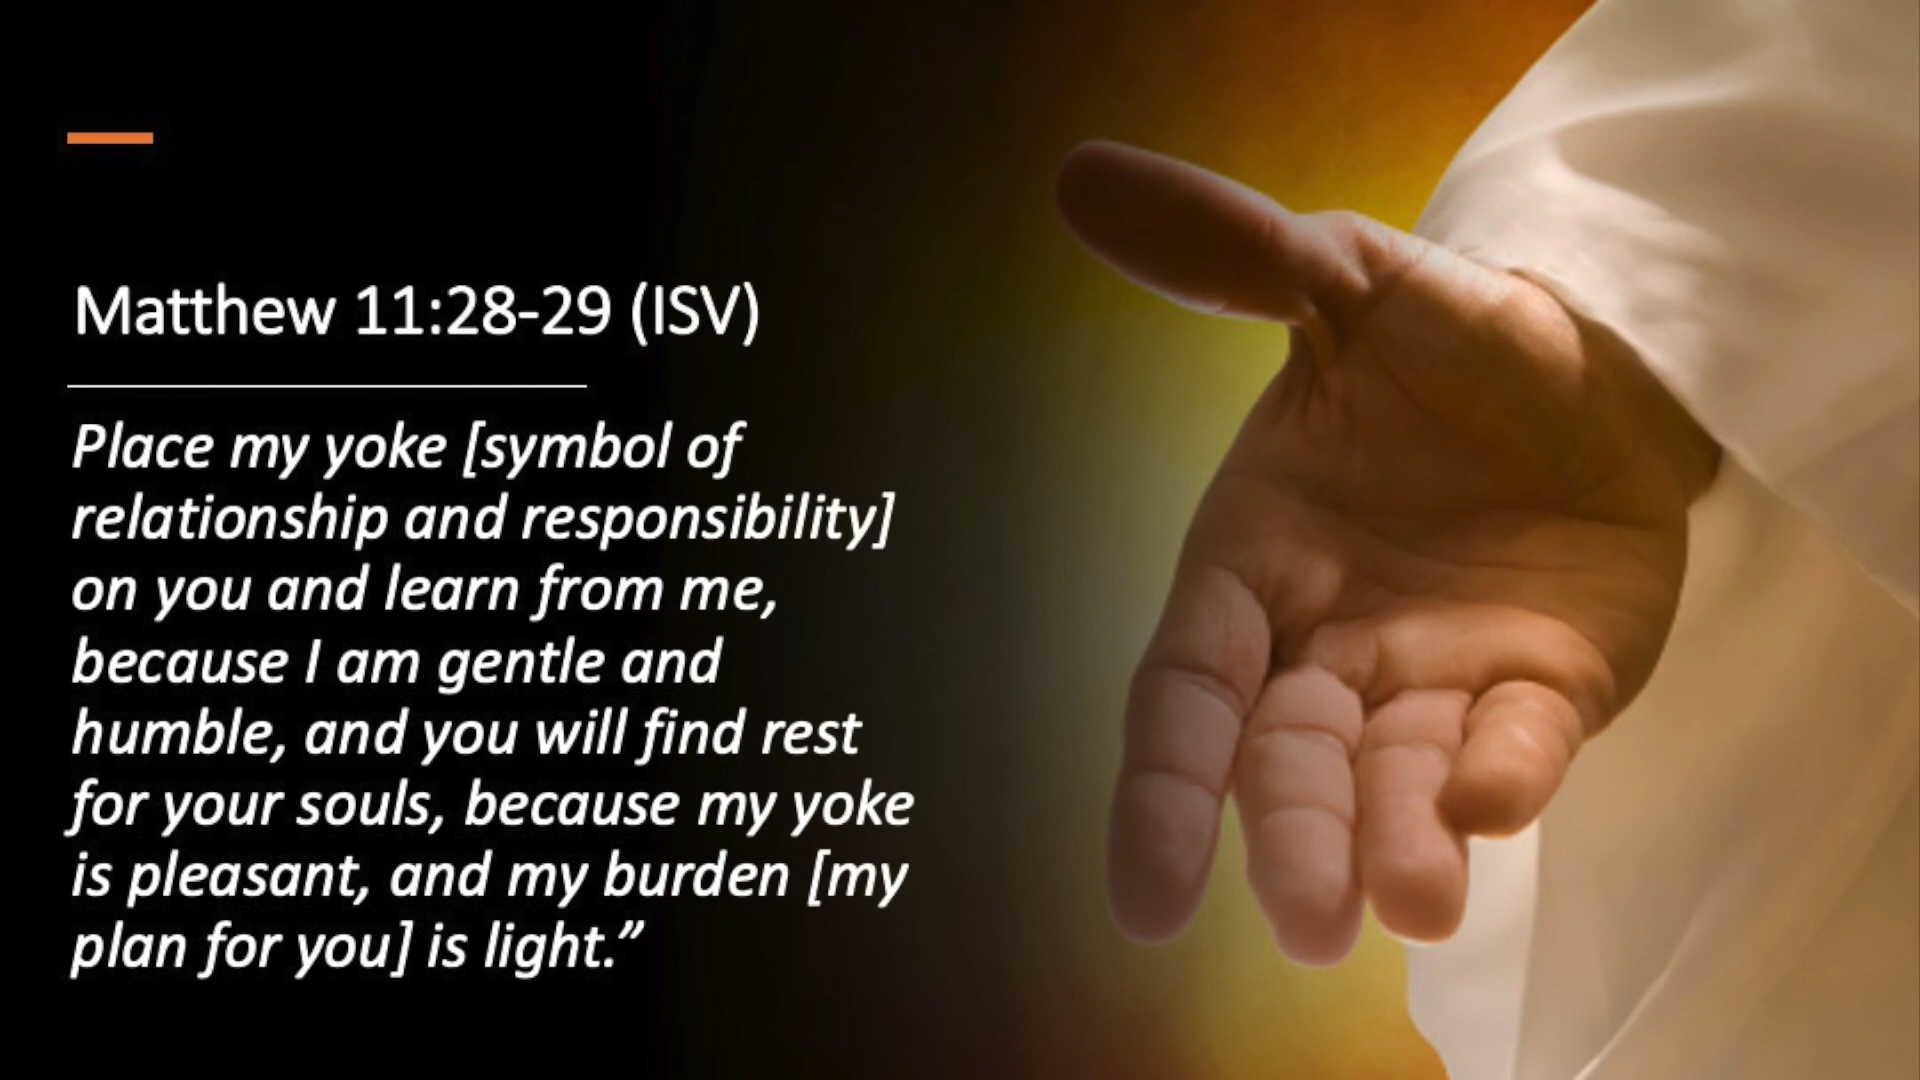 Matthew 11:28-29 (ISV)
Place my yoke [symbol of
relationship and responsibility]
on you and learn from me,
because I am gentle and
humble, and you will find rest
for your souls, because my yoke
is pleasant, and my burden [my
plan for you] is light.”